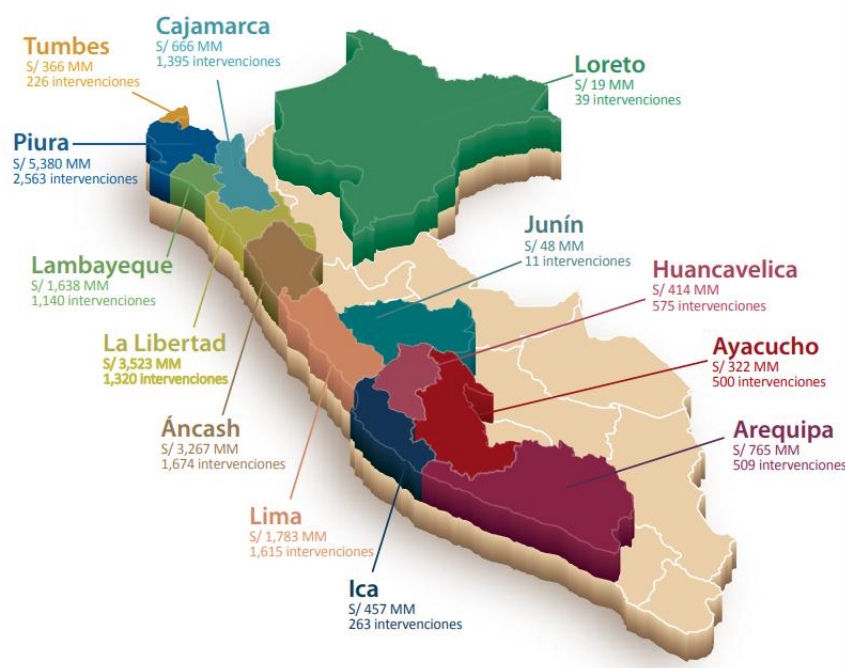 Cajamarca
S/ 666 MM
1,395 intervenciones
Tumbes
S/ 366 MM
226 intervenciones
Loreto
S/ 19 MM
39 intervenciones
Piura
S/ 5,380 MM
2,563 intervenciones
Junín
S/ 48 MM
11 intervenciones
Lambayeque
S/ 1,638 MM
1,140 intervenciones
Huancavelica
S/ 414 MM
575 intervenciones
La Libertad
S/ 3,523 MM
1,320 intervenciones
Ayacucho
S/ 322 MM
500 intervenciones
Áncash
S/ 3,267 MM
1,674 intervenciones
Arequipa
S/ 765 MM
509 intervenciones
Lima
S/ 1,783 MM
1,615 intervenciones
Ica
S/ 457 MM
263 intervenciones